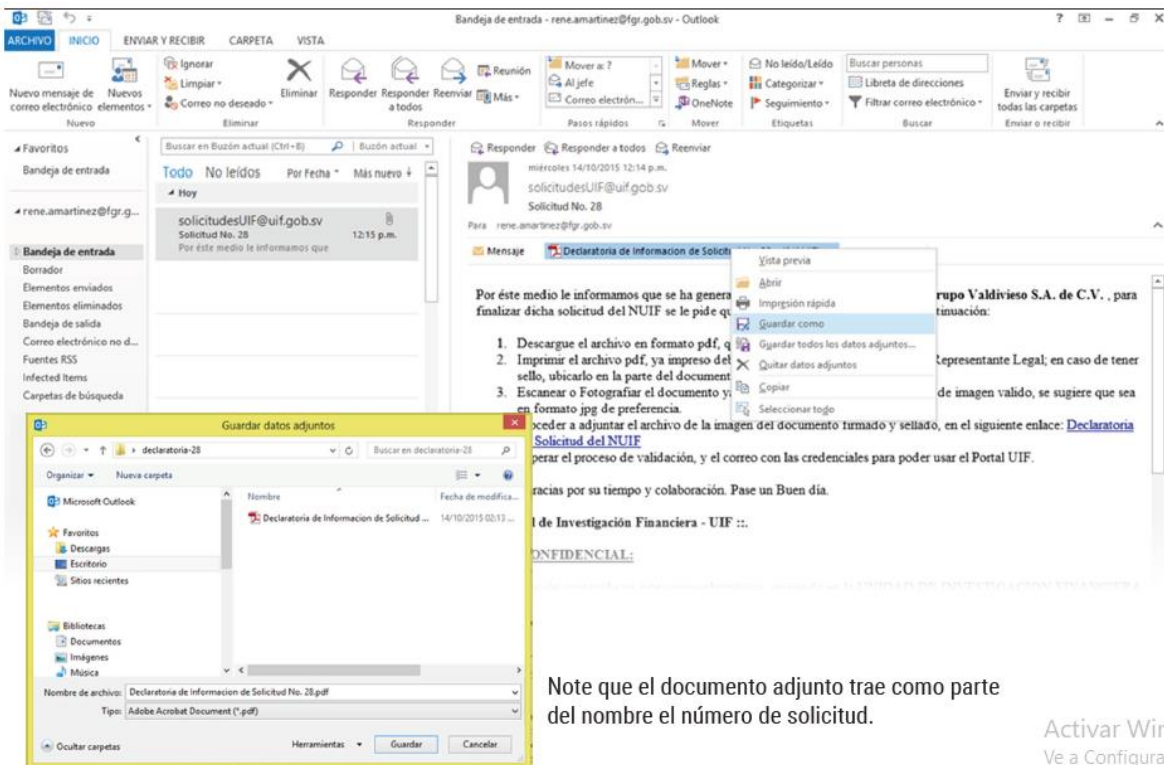 Bandeja de entrada - rene.amartinez@fgr.gob.sv - Outlook
ARCHIVO INICIO ENVIAR Y RECIBIR CARPETA VISTA
Nuevo mensaje de correo electrónico
Nuevos elementos
Nuevo
Ignorar
Limpiar
Correo no deseado
Eliminar
Eliminar
Responder
Responder a todos
Reenviar
Reunión
Más
Responder
Mover a: ?
Al jefe
Correo electrón...
Pasos rápidos
Mover
Reglas
OneNote
Mover
No leído/Leído
Categorizar
Seguimiento
Etiquetas
Buscar personas
Libreta de direcciones
Filtrar correo electrónico
Buscar
Enviar y recibir todas las carpetas
Enviar o recibir
Favoritos
Bandeja de entrada
rene.amartinez@fgr.g...
Bandeja de entrada
Borrador
Elementos enviados
Elementos eliminados
Bandeja de salida
Correo electrónico no d...
Fuentes RSS
Infected Items
Carpetas de búsqueda
Buscar en Buzón actual (Ctrl+B) Buzón actual
Todo No leídos Por Fecha Más nuevo
Hoy
solicitudesUIF@uif.gob.sv
Solicitud No. 28 12:15 p.m.
Por éste medio le informamos que
Responder Responder a todos Reenviar
miércoles 14/10/2015 12:14 p.m.
solicitudesUIF@uif.gob.sv
Solicitud No. 28
Para rene.amartinez@fgr.gob.sv
Mensaje Declaratoria de Informacion de Solicitu
Vista previa
Abrir
Impresión rápida
Guardar como
Guardar todos los datos adjuntos...
Quitar datos adjuntos
Copiar
Seleccionar todo
Por éste medio le informamos que se ha genera rupo Valdivieso S.A. de C.V. , para
finalizar dicha solicitud del NUIF se le pide qu tinuación:
1. Descargue el archivo en formato pdf, q
2. Imprimir el archivo pdf, ya impreso deb Representante Legal; en caso de tener
sello, ubicarlo en la parte del document
3. Escanear o Fotografiar el documento y de imagen valido, se sugiere que sea
en formato jpg de preferencia.
oceder a adjuntar el archivo de la imagen del documento firmado y sellado, en el siguiente enlace: Declaratoria
Solicitud del NUIF
perar el proceso de validación, y el correo con las credenciales para poder usar el Portal UIF.
racias por su tiempo y colaboración. Pase un Buen día.
d de Investigación Financiera - UIF ::.
ONFIDENCIAL:
Guardar datos adjuntos
declaratoria-28 Buscar en declaratoria-28
Organizar Nueva carpeta
Microsoft Outlook
Favoritos
Descargas
Escritorio
Sitios recientes
Bibliotecas
Documentos
Imágenes
Música
Nombre Fecha de modifica...
Declaratoria de Informacion de Solicitud ... 14/10/2015 02:13 ...
Nombre de archivo: Declaratoria de Informacion de Solicitud No. 28.pdf
Tipo: Adobe Acrobat Document (*.pdf)
Ocultar carpetas Herramientas Guardar Cancelar
Note que el documento adjunto trae como parte
del nombre el número de solicitud.
Activar Win
Ve a Configura